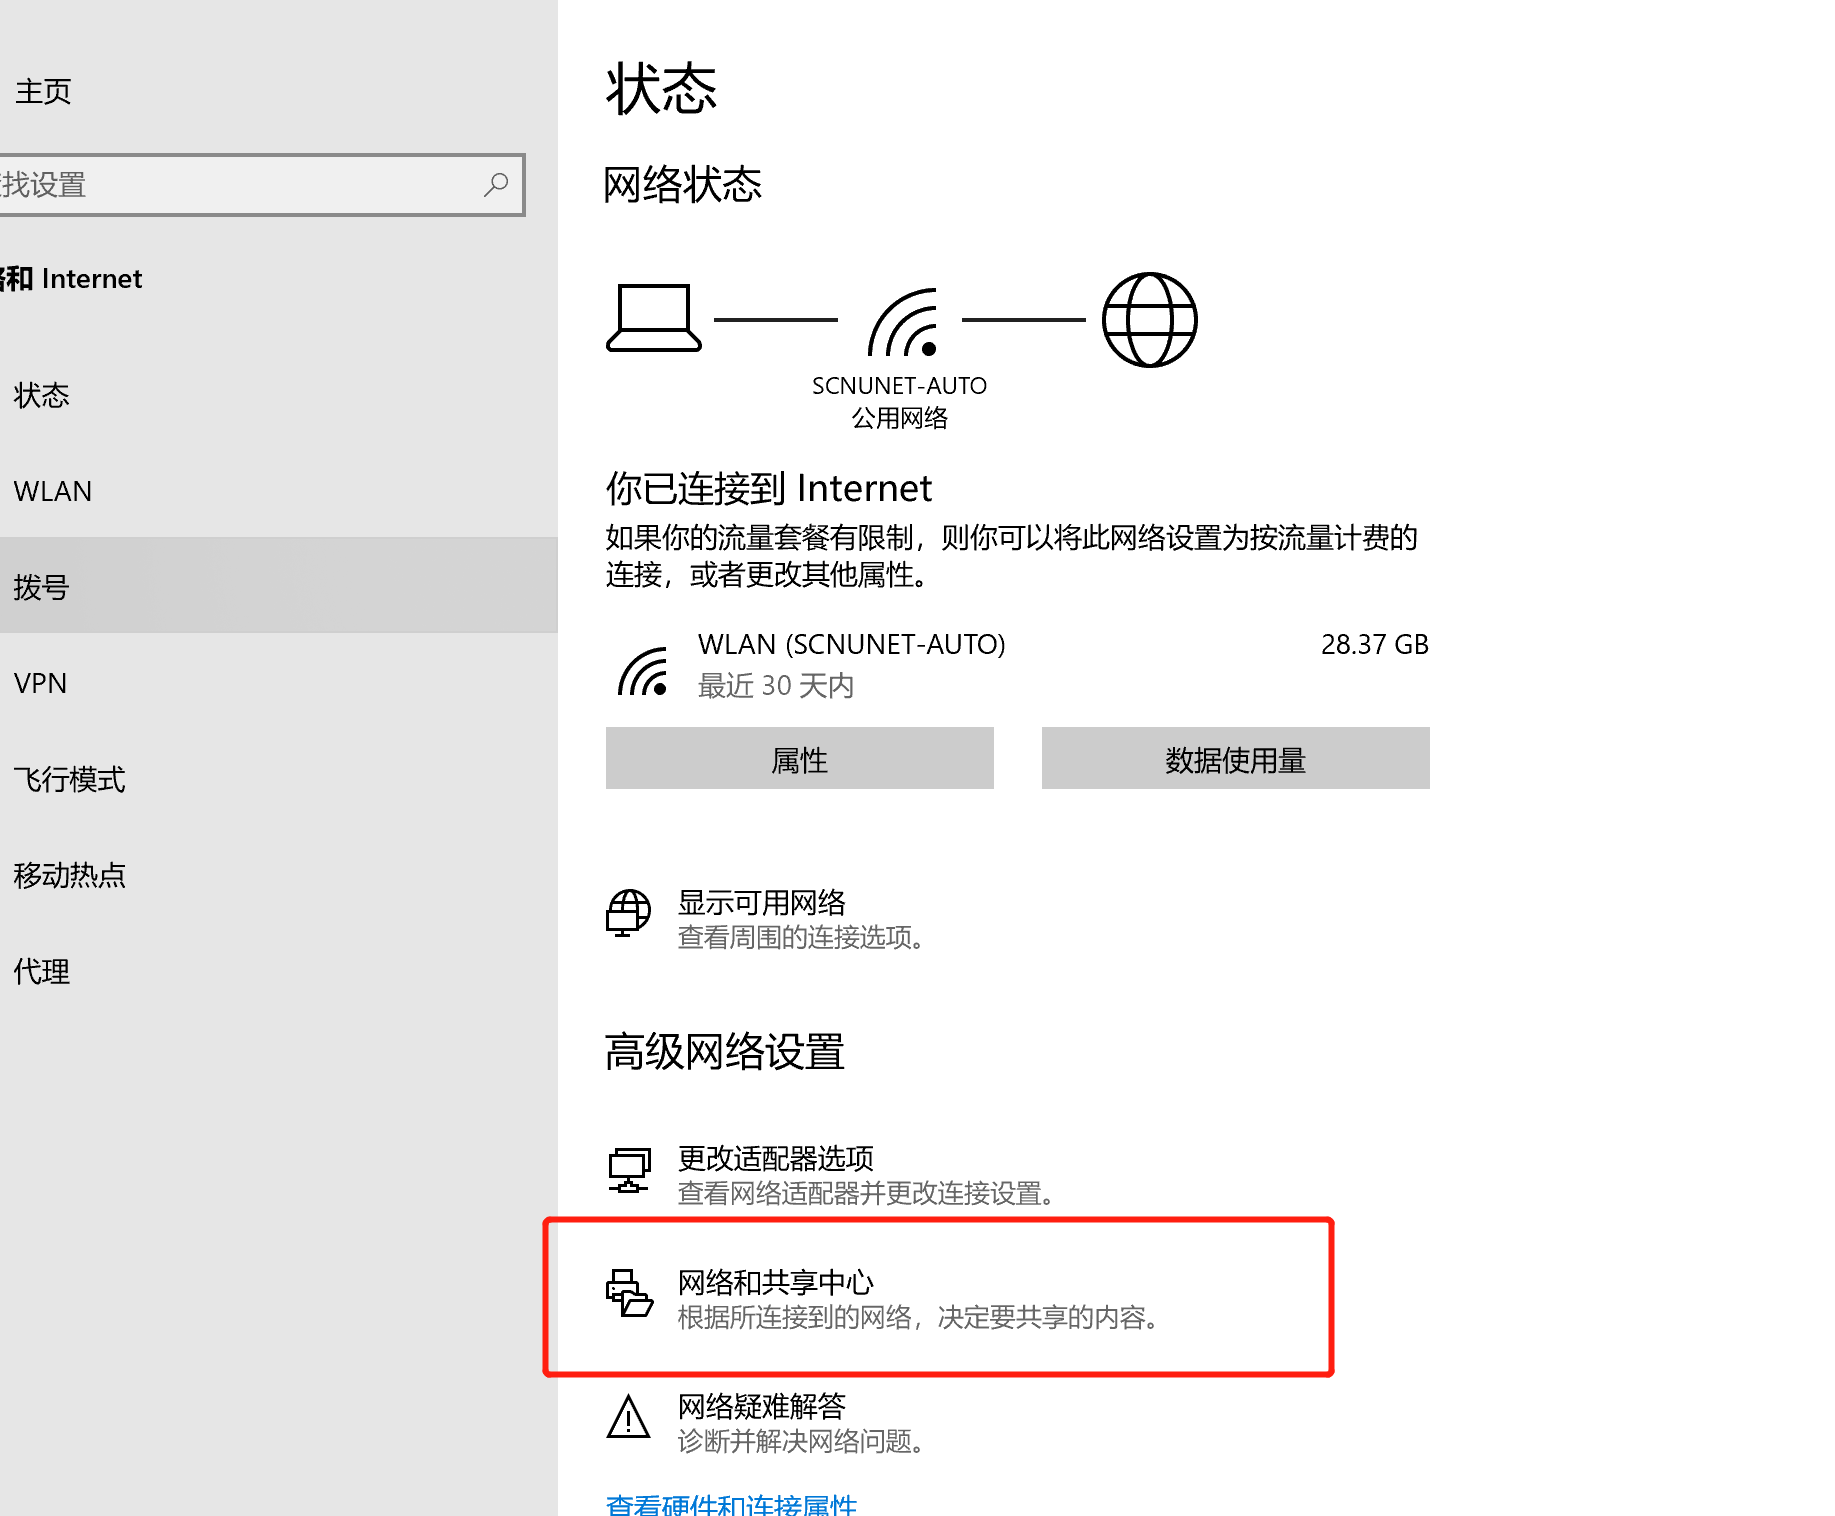 主页
找设置
和 Internet
状态
WLAN
拨号
VPN
飞行模式
移动热点
代理
状态
网络状态
SCNUNET-AUTO
公用网络
你已连接到 Internet
如果你的流量套餐有限制，则你可以将此网络设置为按流量计费的
连接，或者更改其他属性。
WLAN (SCNUNET-AUTO) 28.37 GB
最近 30 天内
属性 数据使用量
显示可用网络
查看周围的连接选项。
高级网络设置
更改适配器选项
查看网络适配器并更改连接设置。
网络和共享中心
根据所连接到的网络，决定要共享的内容。
网络疑难解答
诊断并解决网络问题。
查看硬件和连接属性